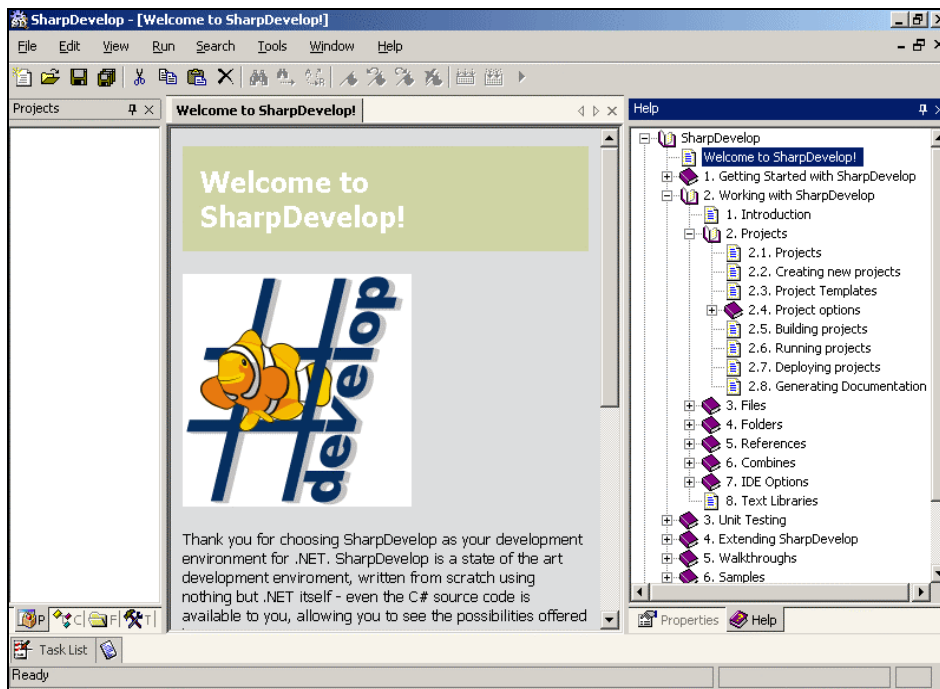 SharpDevelop - [Welcome to SharpDevelop!]
File Edit View Run Search Tools Window Help
Projects
Welcome to SharpDevelop!
Help
Welcome to
SharpDevelop!
develop
Thank you for choosing SharpDevelop as your development
environment for .NET. SharpDevelop is a state of the art
development enviroment, written from scratch using
nothing but .NET itself - even the C# source code is
available to you, allowing you to see the possibilities offered
SharpDevelop
Welcome to SharpDevelop!
1. Getting Started with SharpDevelop
2. Working with SharpDevelop
1. Introduction
2. Projects
2.1. Projects
2.2. Creating new projects
2.3. Project Templates
2.4. Project options
2.5. Building projects
2.6. Running projects
2.7. Deploying projects
2.8. Generating Documentation
3. Files
4. Folders
5. References
6. Combines
7. IDE Options
8. Text Libraries
3. Unit Testing
4. Extending SharpDevelop
5. Walkthroughs
6. Samples
P C F T
Properties Help
Task List
Ready